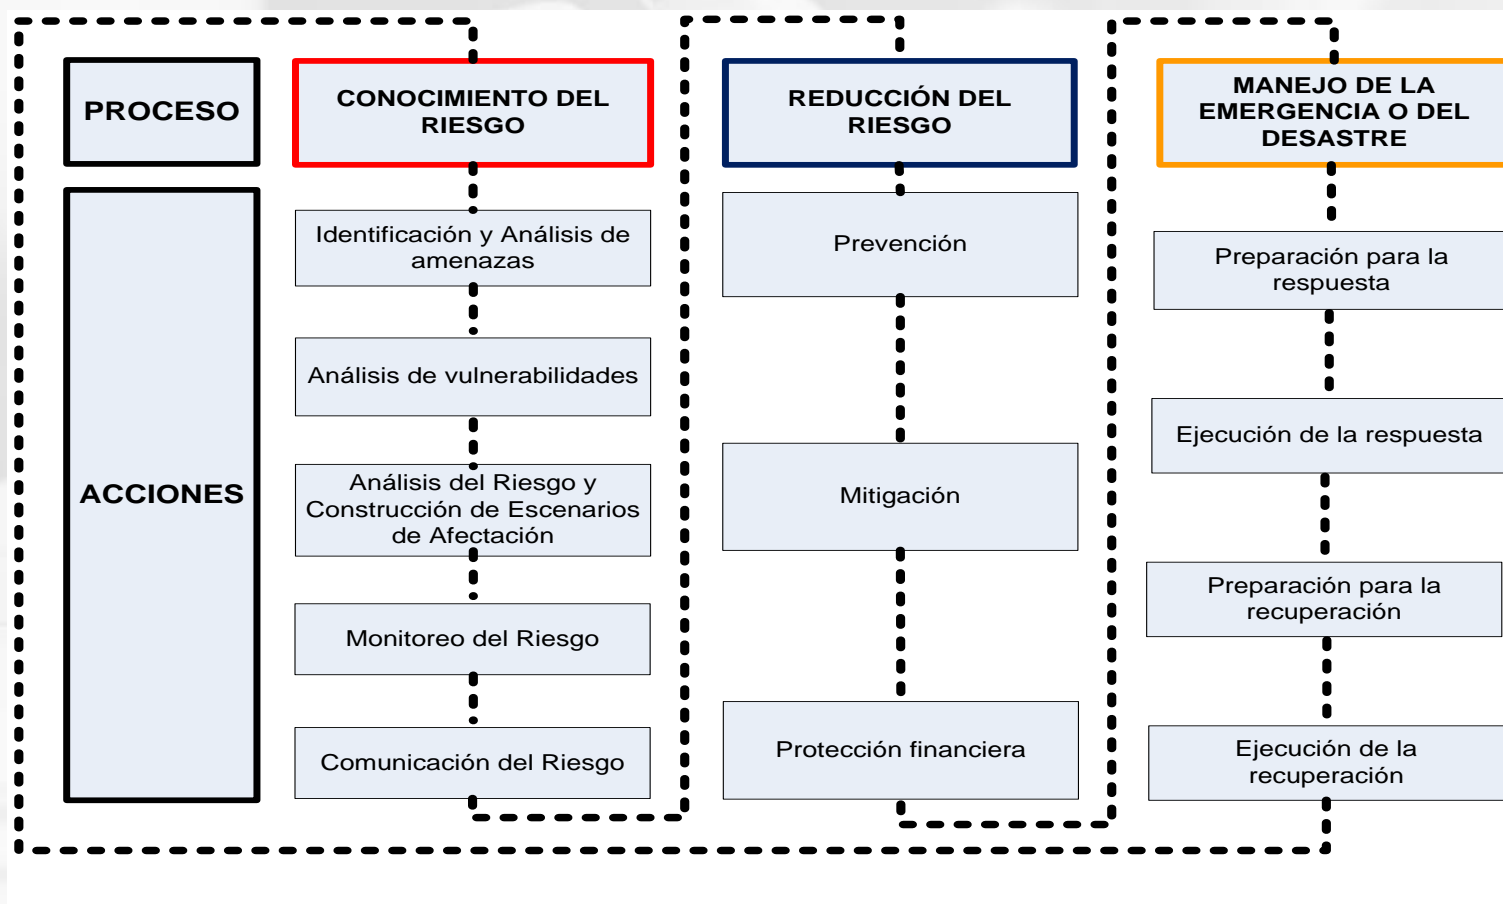 PROCESO
CONOCIMIENTO DEL
RIESGO
REDUCCIÓN DEL
RIESGO
MANEJO DE LA
EMERGENCIA O DEL
DESASTRE
ACCIONES
Identificación y Análisis de
amenazas
Análisis de vulnerabilidades
Análisis del Riesgo y
Construcción de Escenarios
de Afectación
Monitoreo del Riesgo
Comunicación del Riesgo
Prevención
Mitigación
Protección financiera
Preparación para la
respuesta
Ejecución de la respuesta
Preparación para la
recuperación
Ejecución de la
recuperación